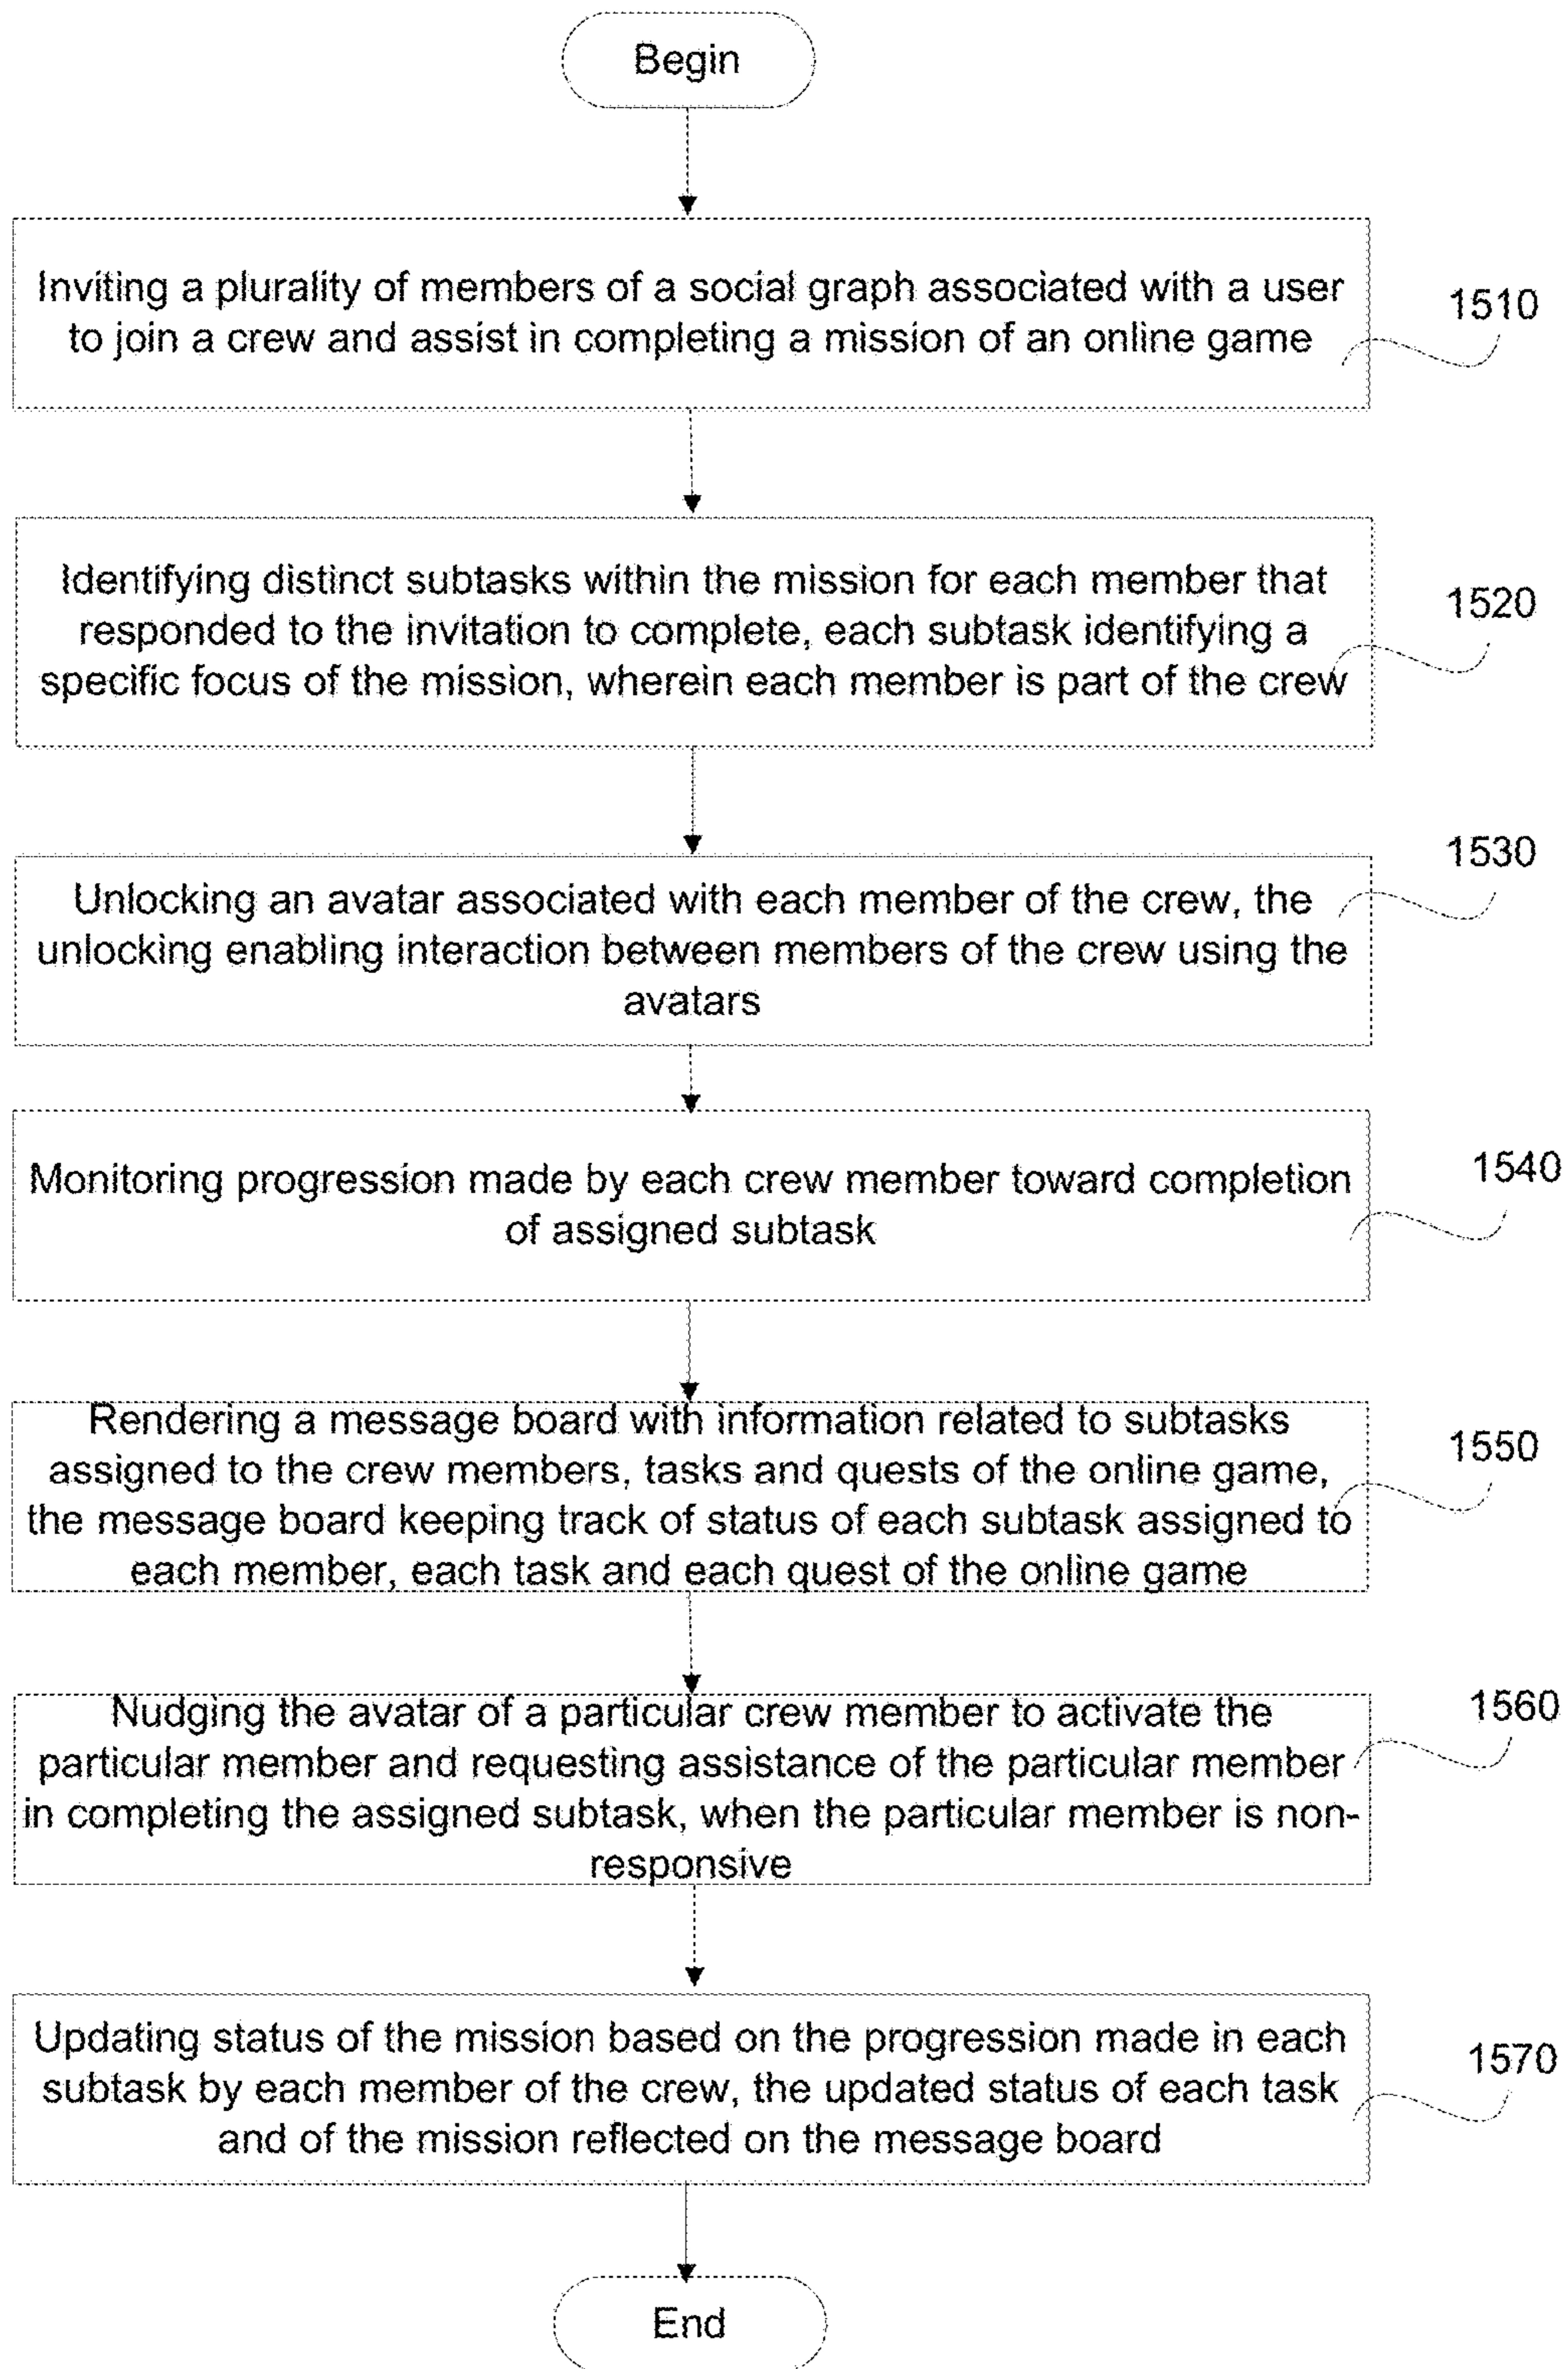 Begin
Inviting a plurality of members of a social graph associated with a user
to join a crew and assist in completing a mission of an online game
1510
Identifying distinct subtasks within the mission for each member that
responded to the invitation to complete, each subtask identifying a
specific focus of the mission, wherein each member is part of the crew
1520
Unlocking an avatar associated with each member of the crew, the
unlocking enabling interaction between members of the crew using the
avatars
1530
Monitoring progression made by each crew member toward completion
of assigned subtask
1540
Rendering a message board with information related to subtasks
assigned to the crew members, tasks and quests of the online game,
the message board keeping track of status of each subtask assigned to
each member, each task and each quest of the online game
1550
Nudging the avatar of a particular crew member to activate the
particular member and requesting assistance of the particular member
in completing the assigned subtask, when the particular member is non-
responsive
1560
Updating status of the mission based on the progression made in each
subtask by each member of the crew, the updated status of each task
and of the mission reflected on the message board
1570
End